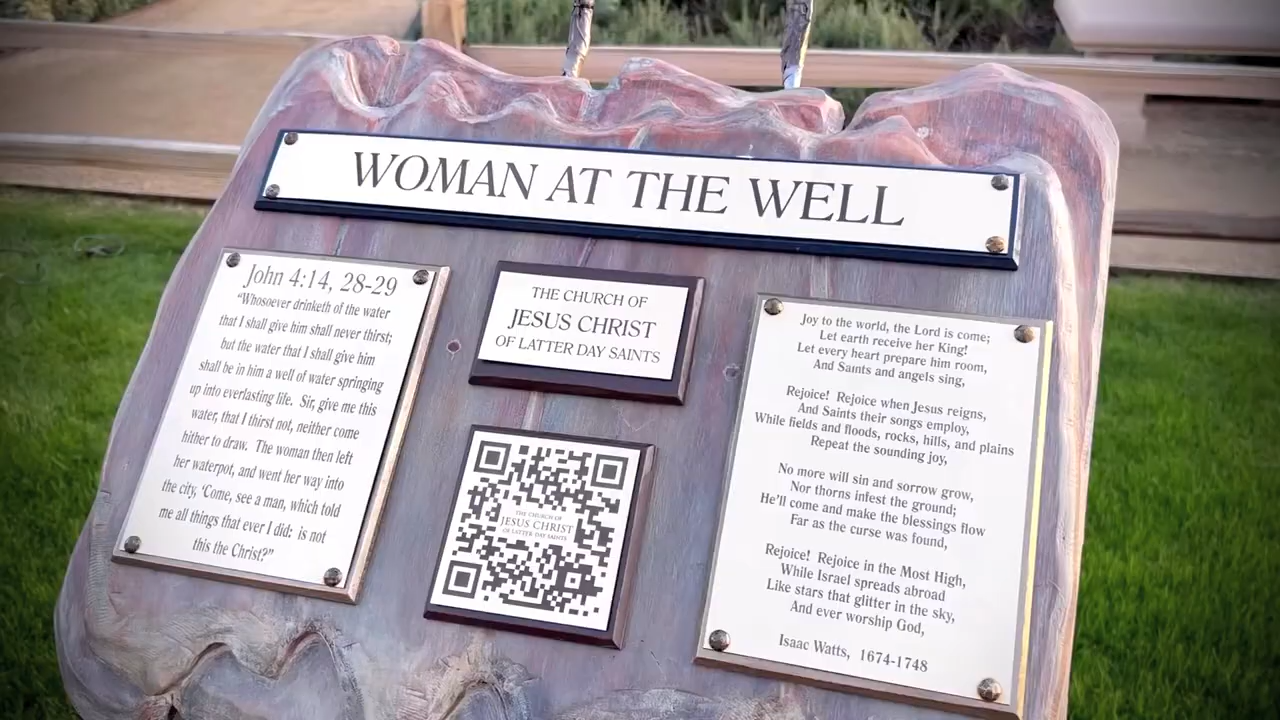 WOMAN AT THE WELL
John 4:14, 28-29
“Whosoever drinketh of the water
that I shall give him shall never thirst;
but the water that I shall give him
shall be in him a well of water springing
up into everlasting life. Sir, give me this
water, that I thirst not, neither come
hither to draw. The woman then left
her waterpot, and went her way into
the city, ‘Come, see a man, which told
me all things that ever I did: is not
this the Christ?”
THE CHURCH OF
JESUS CHRIST
OF LATTER DAY SAINTS
THE CHURCH OF
JESUS CHRIST
OF LATTER DAY SAINTS
Joy to the world, the Lord is come;
Let earth receive her King!
Let every heart prepare him room,
And Saints and angels sing,
Rejoice! Rejoice when Jesus reigns,
And Saints their songs employ,
While fields and floods, rocks, hills, and plains
Repeat the sounding joy,
No more will sin and sorrow grow,
Nor thorns infest the ground;
He'll come and make the blessings flow
Far as the curse was found,
Rejoice! Rejoice in the Most High,
While Israel spreads abroad
Like stars that glitter in the sky,
And ever worship God,
Isaac Watts, 1674-1748